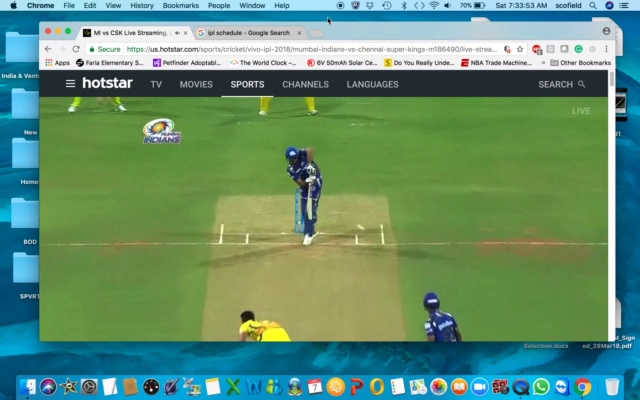 Chrome File Edit View History Bookmarks People Window Help 70% Sat 7:33:53 AM scofield
MI vs CSK Live Streaming, ipl schedule - Google Search
Secure https://us.hotstar.com/sports/cricket/vivo-ipl-2018/mumbai-indians-vs-chennai-super-kings-m186490/live-strea...
Apps Faria Elementary S... Petfinder Adoptabl... The World Clock -... 6V 50mAh Solar Ce... Do You Really Unde... NBA Trade Machine... » Other Bookmarks
hotstar TV MOVIES SPORTS CHANNELS LANGUAGES SEARCH
LIVE
MUMBAI
INDIANS
India & Vent
New
Home
BOD
SPVRT
Selection.docx
ed_28Mar18.pdf